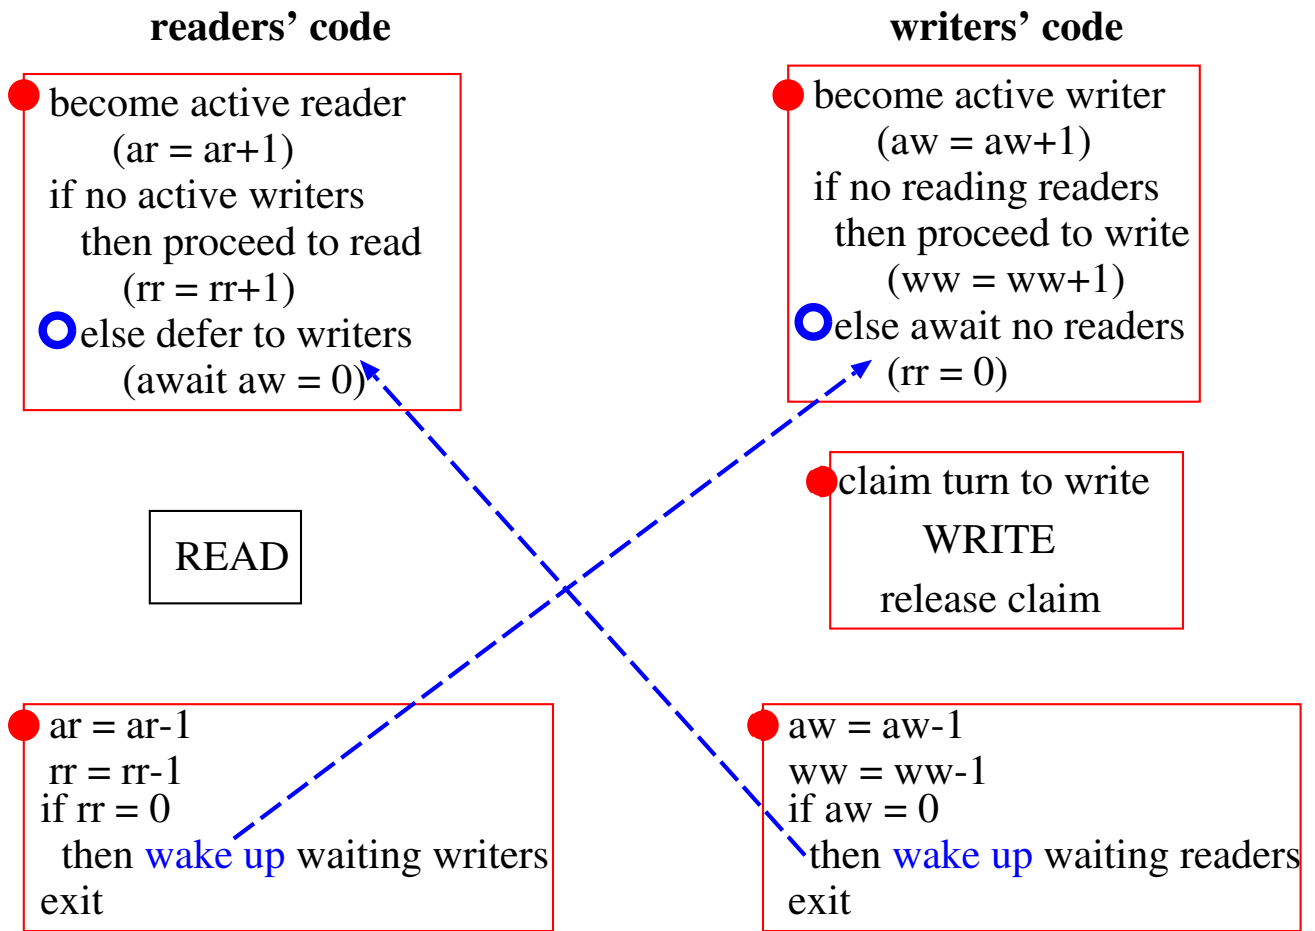 readers’ code
become active reader
(ar = ar+1)
if no active writers
then proceed to read
(rr = rr+1)
else defer to writers
(await aw = 0)
READ
ar = ar-1
rr = rr-1
if rr = 0
then wake up waiting writers
exit
writers’ code
become active writer
(aw = aw+1)
if no reading readers
then proceed to write
(ww = ww+1)
else await no readers
(rr = 0)
claim turn to write
WRITE
release claim
aw = aw-1
ww = ww-1
if aw = 0
then wake up waiting readers
exit